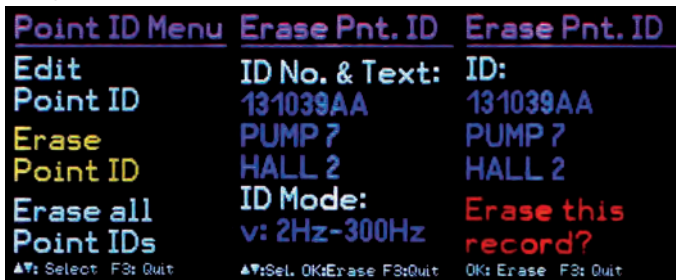 Point ID Menu
Edit
Point ID
Erase
Point ID
Erase all
Point IDs
▲▼: Select F3: Quit
Erase Pnt. ID
ID No. & Text:
131039AA
PUMP 7
HALL 2
ID Mode:
v: 2Hz-300Hz
▲▼:Sel. OK:Erase F3:Quit
Erase Pnt. ID
ID:
131039AA
PUMP 7
HALL 2
Erase this
record?
OK: Erase F3: Quit